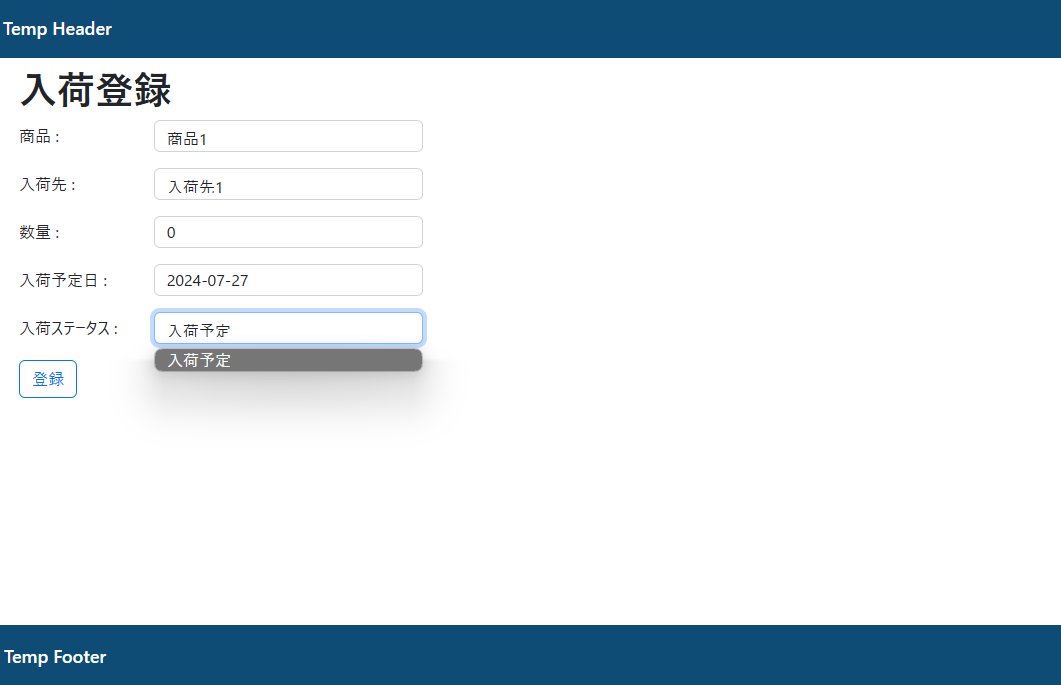 Temp Header
入荷登録
商品 : 商品1
入荷先 : 入荷先1
数量 : 0
入荷予定日 : 2024-07-27
入荷ステータス : 入荷予定
入荷予定
登録
Temp Footer